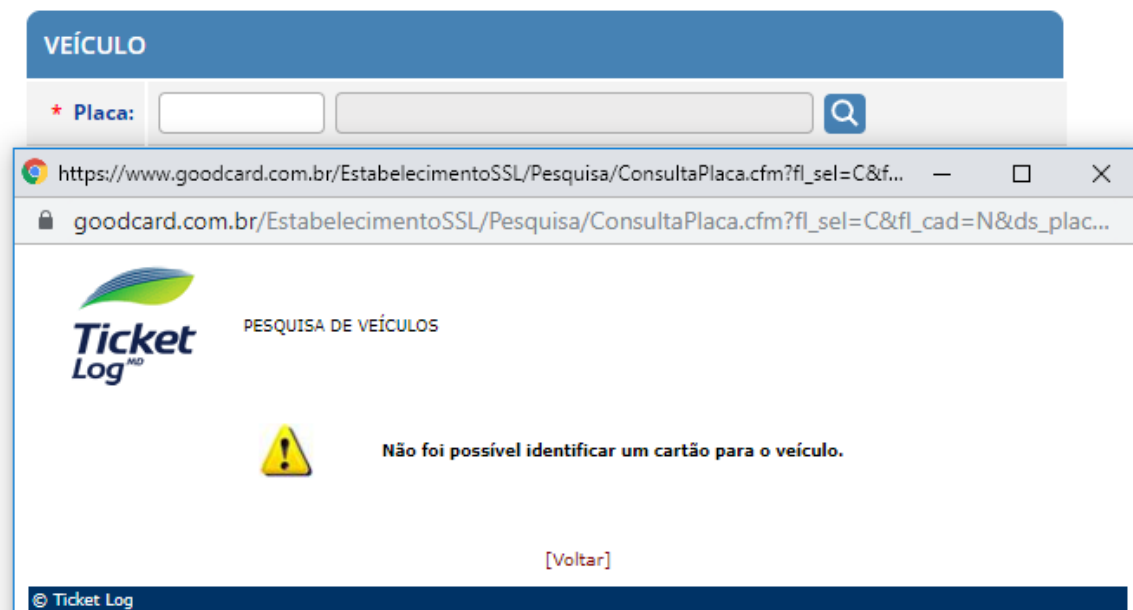 VEÍCULO
* Placa:
https://www.goodcard.com.br/EstabelecimentoSSL/Pesquisa/ConsultaPlaca.cfm?fl_sel=C&f...
goodcard.com.br/EstabelecimentoSSL/Pesquisa/ConsultaPlaca.cfm?fl_sel=C&fl_cad=N&ds_plac...
Ticket
Log MD
PESQUISA DE VEÍCULOS
Não foi possível identificar um cartão para o veículo.
[Voltar]
© Ticket Log